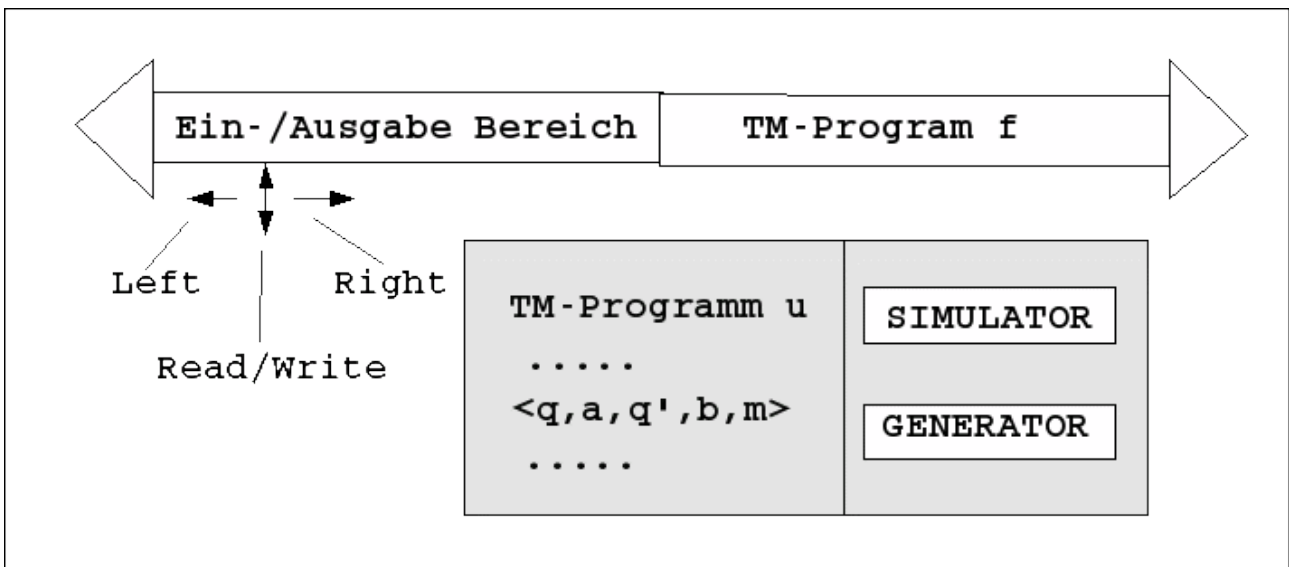 Ein-/Ausgabe Bereich
TM-Program f
Left
Right
Read/Write
TM-Programm u
.....
<q,a,q',b,m>
.....
SIMULATOR
GENERATOR